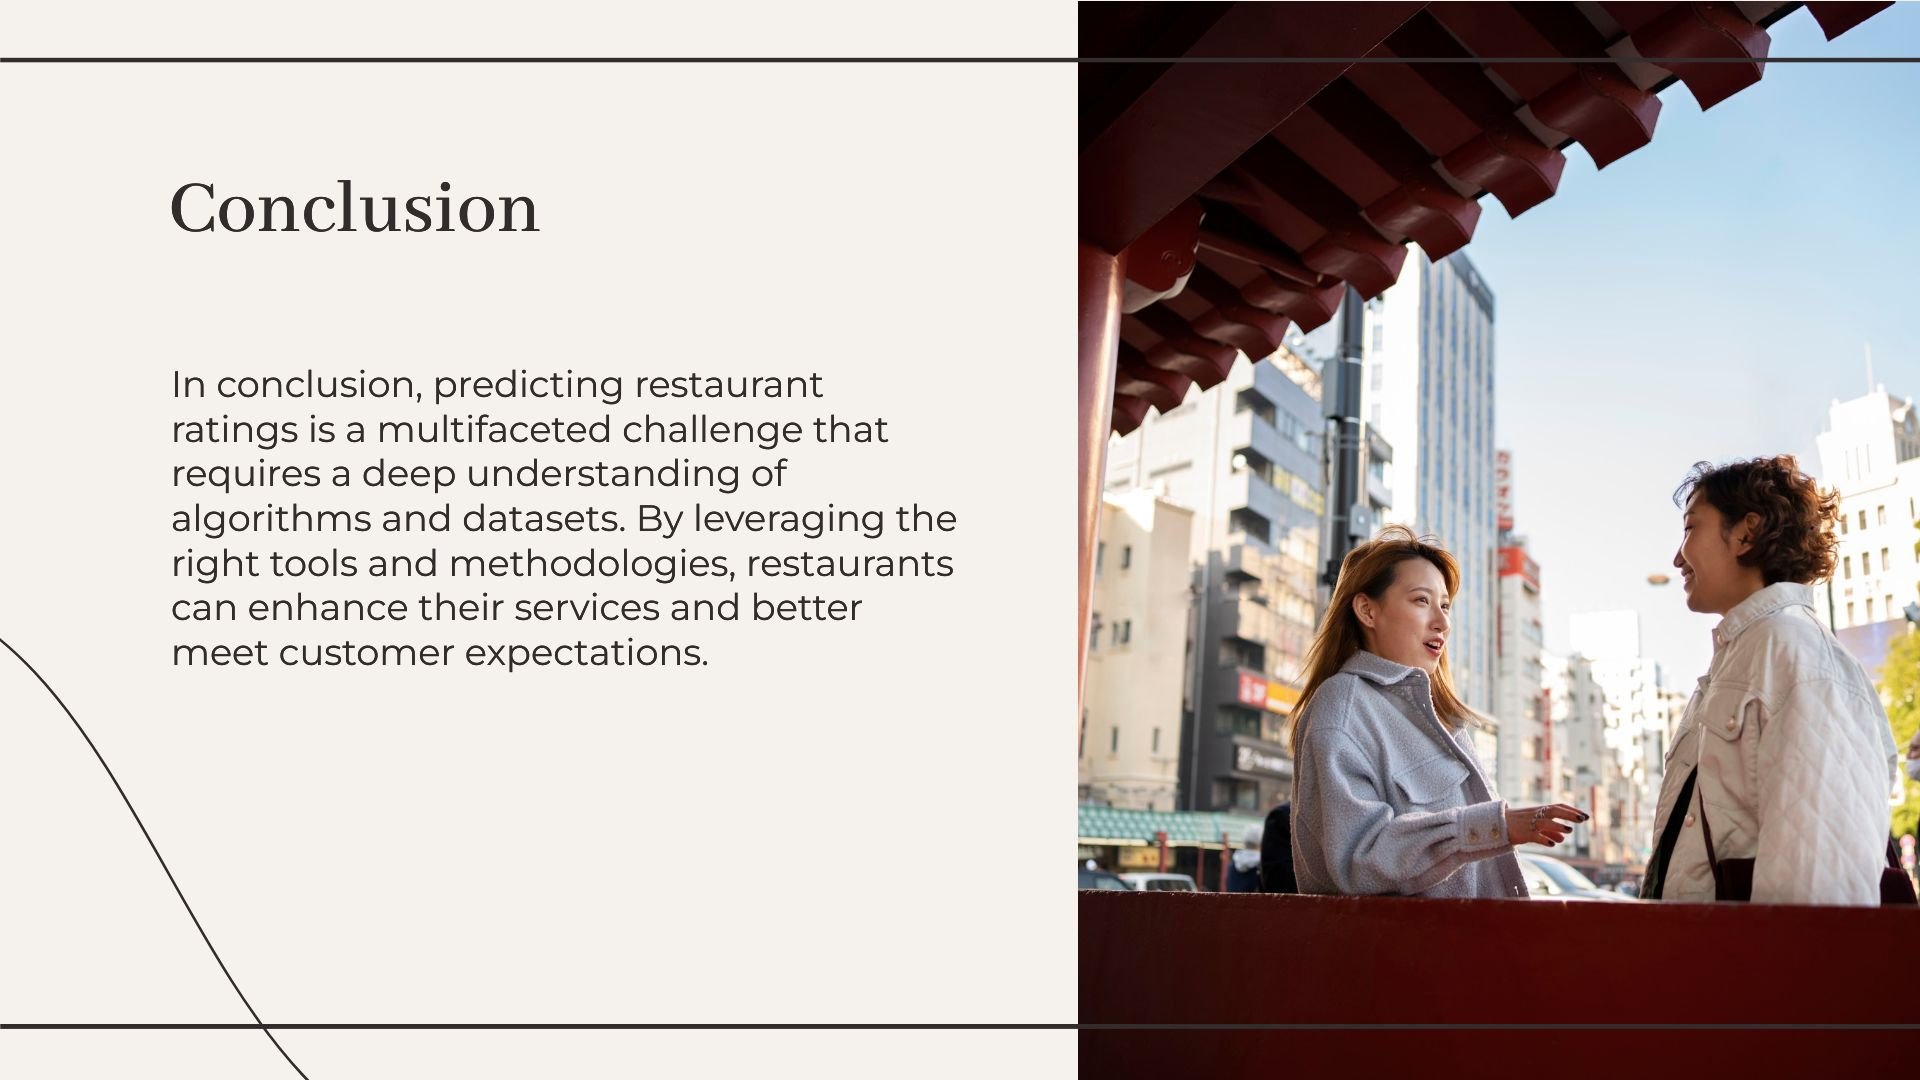 Conclusion
In conclusion, predicting restaurant
ratings is a multifaceted challenge that
requires a deep understanding of
algorithms and datasets. By leveraging the
right tools and methodologies, restaurants
can enhance their services and better
meet customer expectations.